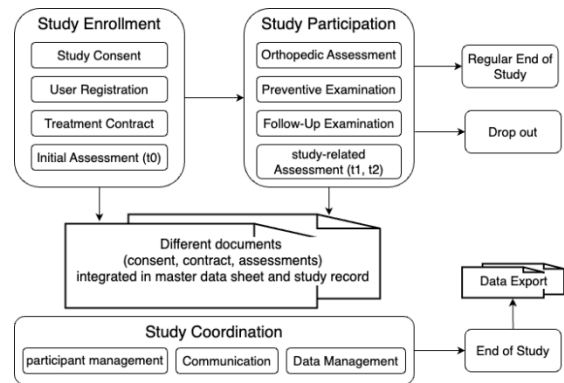 Study Enrollment
Study Consent
User Registration
Treatment Contract
Initial Assessment (t0)
Study Participation
Orthopedic Assessment
Preventive Examination
Follow-Up Examination
study-related
Assessment (t1, t2)
Regular End of
Study
Drop out
Different documents
(consent, contract, assessments)
integrated in master data sheet and study record
Data Export
Study Coordination
participant management
Communication
Data Management
End of Study